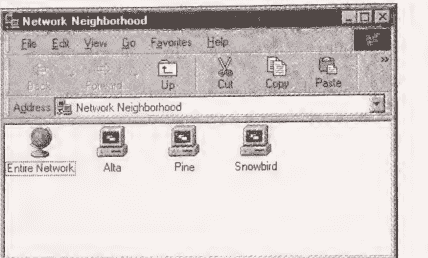 Network Neighborhood
File Edit View Go Favorites Help
Back Forward Up Cut Copy Paste »
Address Network Neighborhood
Entire Network Alta Pine Snowbird